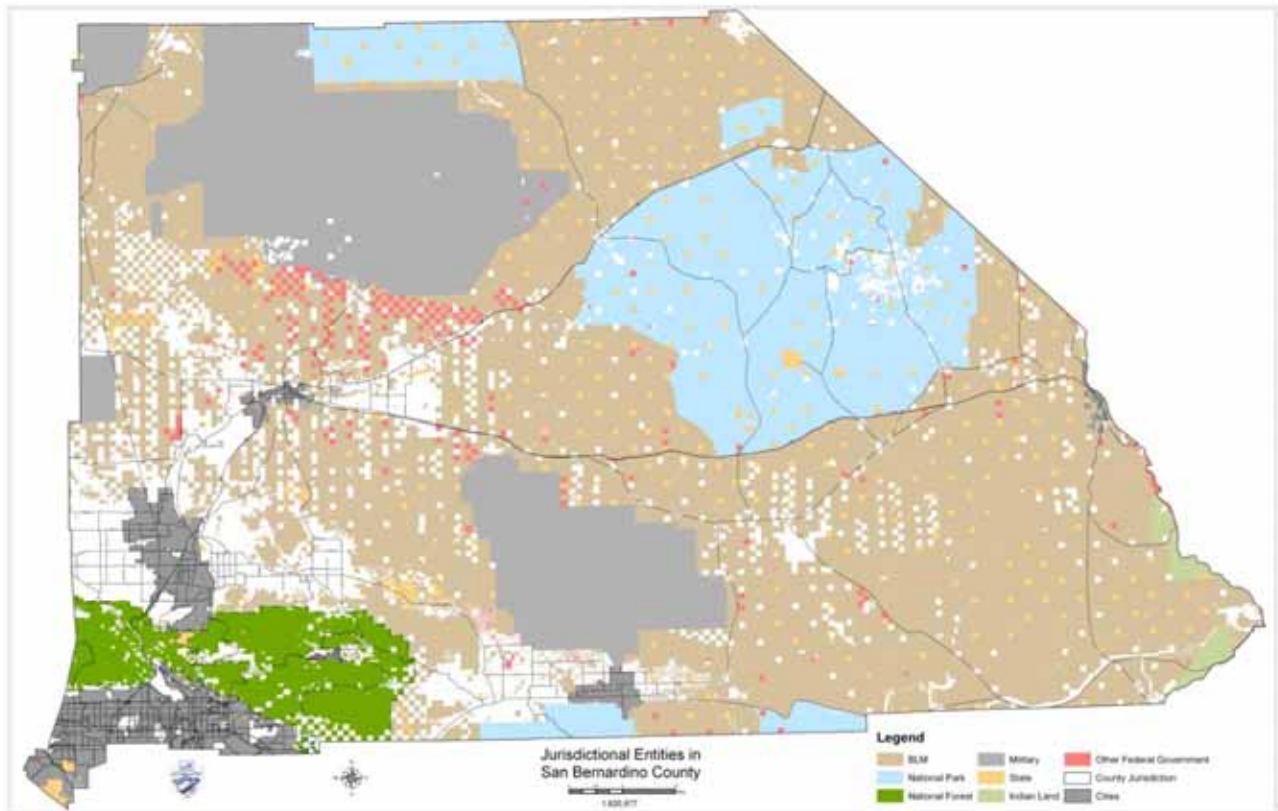 Jurisdictional Entities in
San Bernardino County
Legend
BLM
National Park
National Forest
Military
State
Indian Land
Other Federal Government
County Jurisdiction
Cities